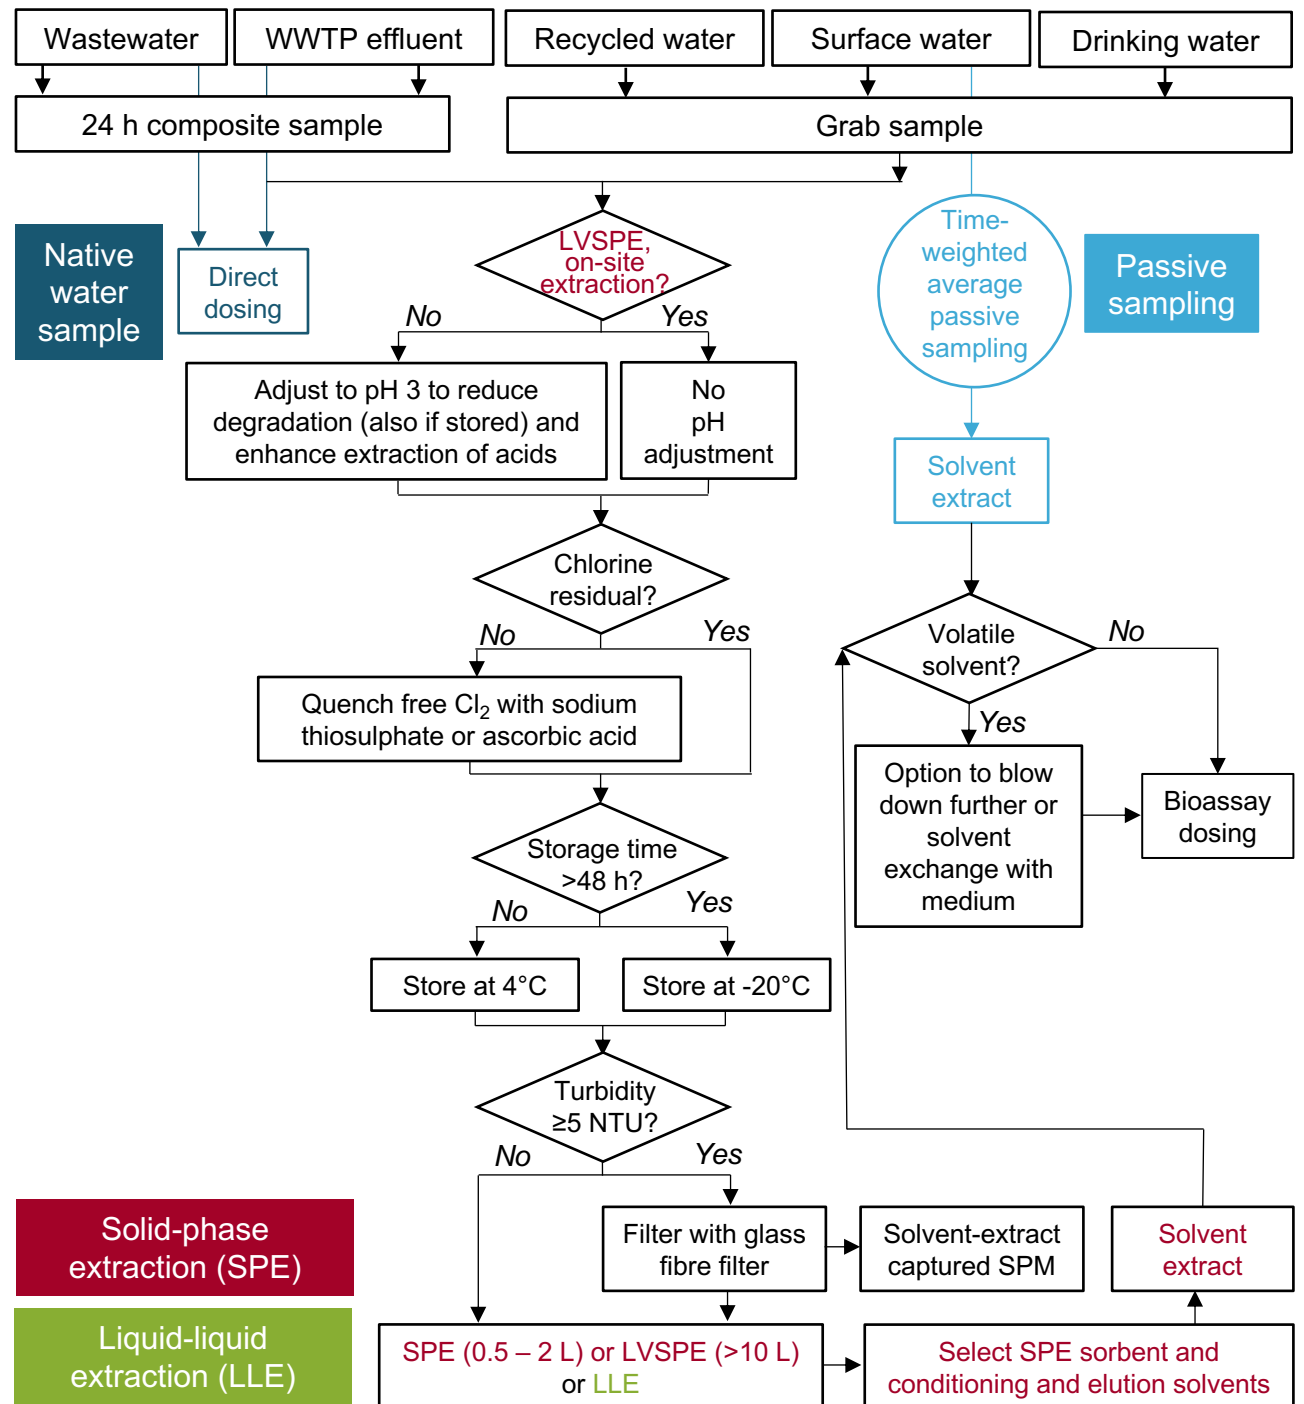 Wastewater
WWTP effluent
Recycled water
Surface water
Drinking water
24 h composite sample
Grab sample
Native
water
sample
Direct
dosing
LVSPE,
on-site
extraction?
Time-
weighted
average
passive
sampling
Passive
sampling
No
Yes
Adjust to pH 3 to reduce
degradation (also if stored) and
enhance extraction of acids
No
pH
adjustment
Solvent
extract
Chlorine
residual?
No
Yes
Volatile
solvent?
No
Yes
Quench free Cl₂ with sodium
thiosulphate or ascorbic acid
Option to blow
down further or
solvent
exchange with
medium
Bioassay
dosing
Storage time
>48 h?
No
Yes
Store at 4°C
Store at -20°C
Turbidity
≥5 NTU?
No
Yes
Solid-phase
extraction (SPE)
Filter with glass
fibre filter
Solvent-extract
captured SPM
Solvent
extract
Liquid-liquid
extraction (LLE)
SPE (0.5 – 2 L) or LVSPE (>10 L)
or LLE
Select SPE sorbent and
conditioning and elution solvents